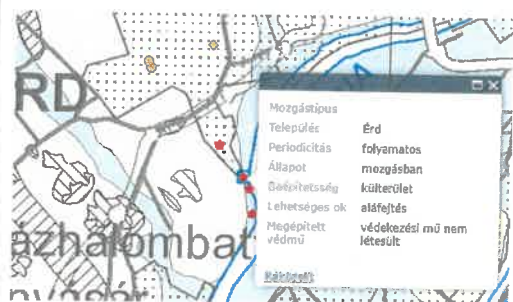 RD
ázhalombat
Mozgástípus
Település Érd
Periodicitás folyamatos
Állapot mozgásban
Beépítettség külterület
Lehetséges ok aláfejtés
Megépített védekezési mű nem
védmű létesült